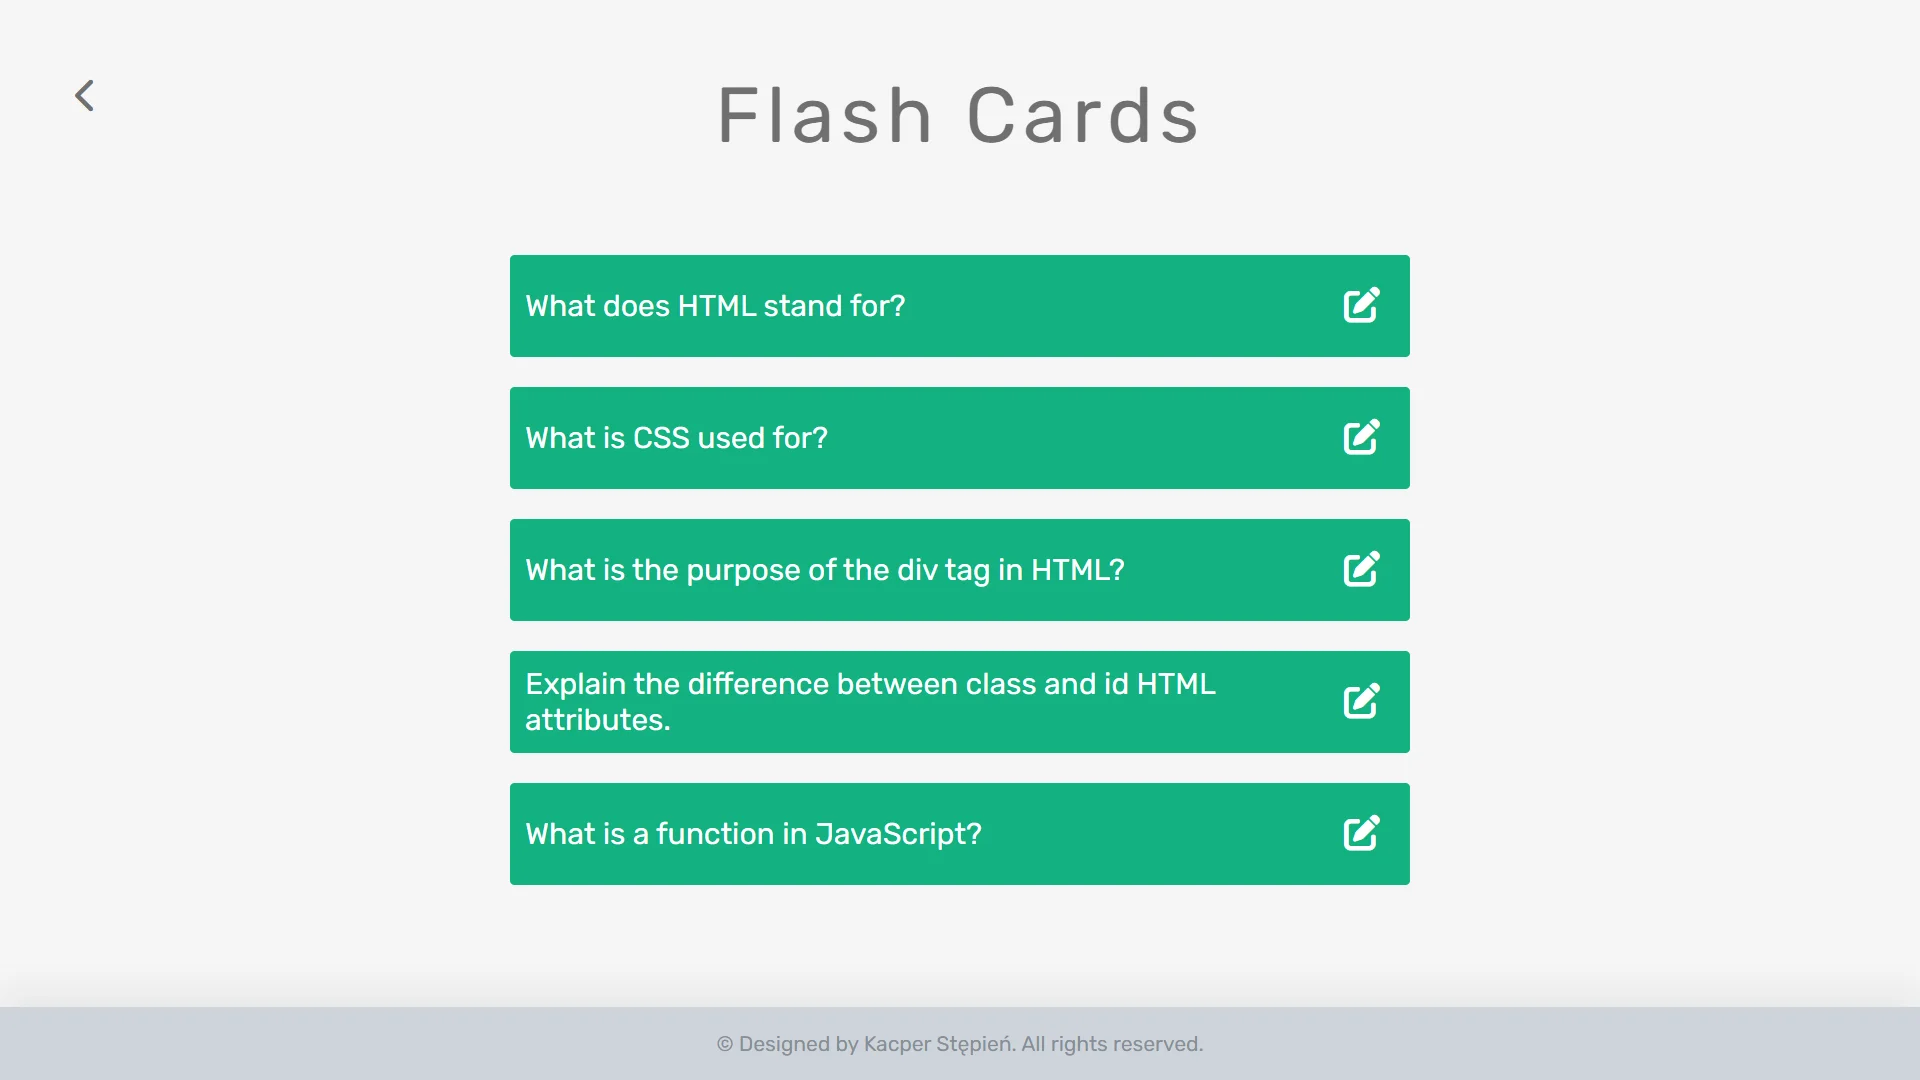 Flash Cards
What does HTML stand for?
What is CSS used for?
What is the purpose of the div tag in HTML?
Explain the difference between class and id HTML
attributes.
What is a function in JavaScript?
© Designed by Kacper Stępień. All rights reserved.